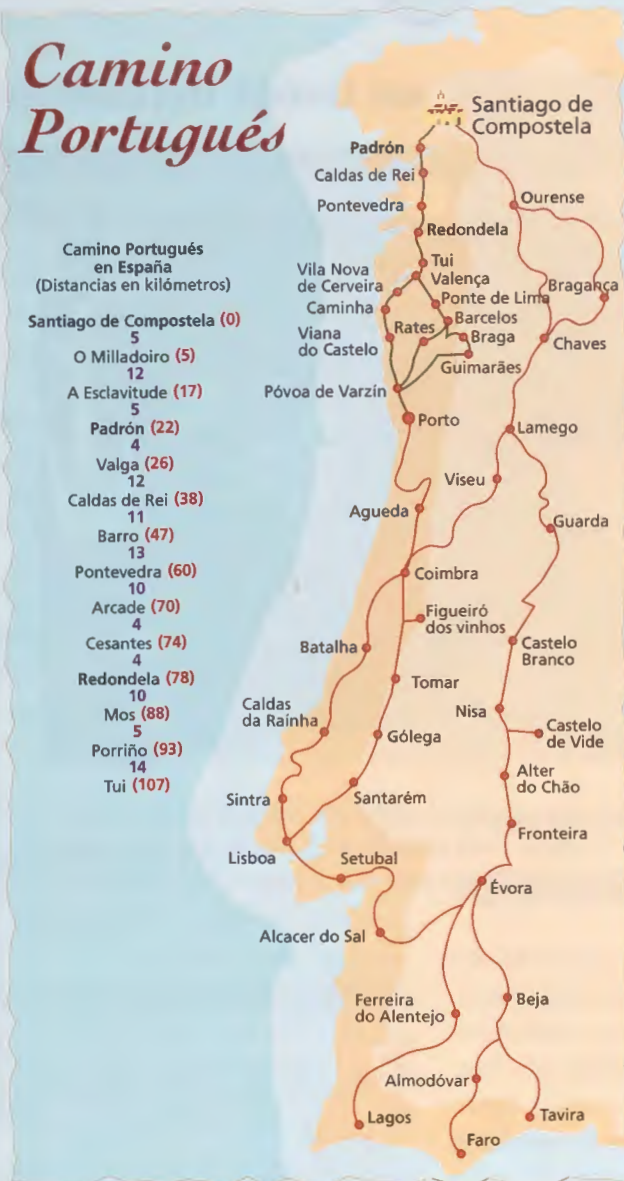 Camino
Portugués
Camino Portugués
en España
(Distancias en kilómetros)
Santiago de Compostela (0)
5
O Milladoiro (5)
12
A Esclavitude (17)
5
Padrón (22)
4
Valga (26)
12
Caldas de Rei (38)
11
Barro (47)
13
Pontevedra (60)
10
Arcade (70)
4
Cesantes (74)
4
Redondela (78)
10
Mos (88)
5
Porriño (93)
14
Tui (107)
Santiago de
Compostela
Padrón
Caldas de Rei
Pontevedra
Ourense
Redondela
Tui
Vila Nova
de Cerveira
Valença
Bragança
Caminha
Ponte de Lima
Viana
do Castelo
Rates
Barcelos
Braga
Chaves
Guimarães
Póvoa de Varzín
Porto
Lamego
Viseu
Agueda
Guarda
Coimbra
Figueiró
dos vinhos
Batalha
Castelo
Branco
Tomar
Caldas
da Raínha
Nisa
Gólega
Castelo
de Vide
Alter
do Chão
Sintra
Santarém
Fronteira
Lisboa
Setubal
Évora
Alcacer do Sal
Ferreira
do Alentejo
Beja
Almodóvar
Lagos
Tavira
Faro